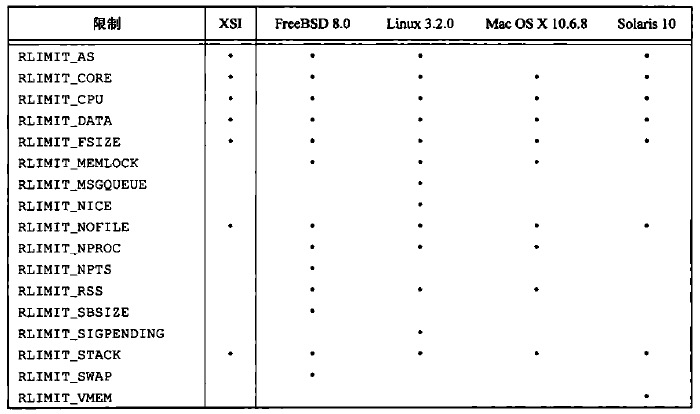 限制 XSI FreeBSD 8.0 Linux 3.2.0 Mac OS X 10.6.8 Solaris 10
RLIMIT_AS • • • •
RLIMIT_CORE • • • • •
RLIMIT_CPU • • • • •
RLIMIT_DATA • • • • •
RLIMIT_FSIZE • • • • •
RLIMIT_MEMLOCK • • •
RLIMIT_MSGQUEUE •
RLIMIT_NICE •
RLIMIT_NOFILE • • • • •
RLIMIT_NPROC • • •
RLIMIT_NPTS •
RLIMIT_RSS • • •
RLIMIT_SBSIZE •
RLIMIT_SIGPENDING •
RLIMIT_STACK • • • • •
RLIMIT_SWAP •
RLIMIT_VMEM •